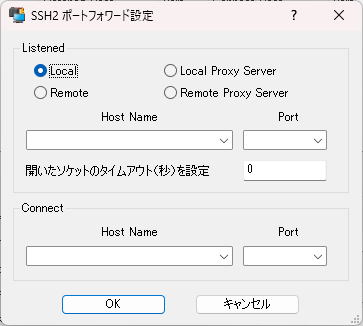 SSH2 ポートフォワード設定
Listened
Local
Local Proxy Server
Remote
Remote Proxy Server
Host Name
Port
開いたソケットのタイムアウト(秒)を設定
0
Connect
Host Name
Port
OK
キャンセル